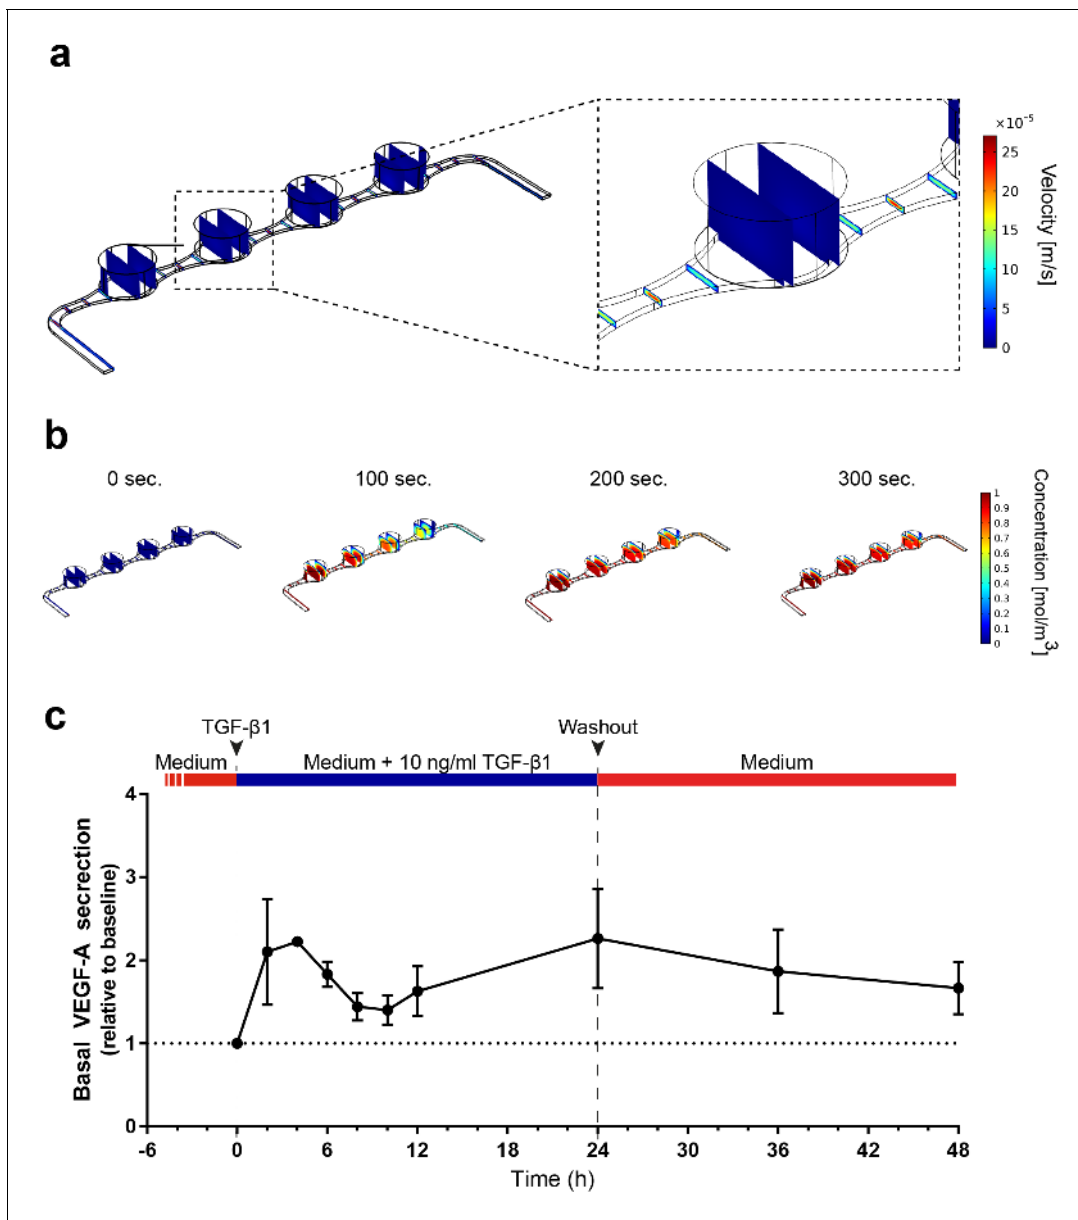 a
×10⁻⁵
25
20
15
10
5
0
Velocity [m/s]
b
0 sec.
100 sec.
200 sec.
300 sec.
1
0.9
0.8
0.7
0.6
0.5
0.4
0.3
0.2
0.1
0
Concentration [mol/m³]
c
TGF-β1
Washout
Medium
Medium + 10 ng/ml TGF-β1
Medium
4
3
2
1
0
Basal VEGF-A secrection
(relative to baseline)
-6
0
6
12
18
24
30
36
42
48
Time (h)